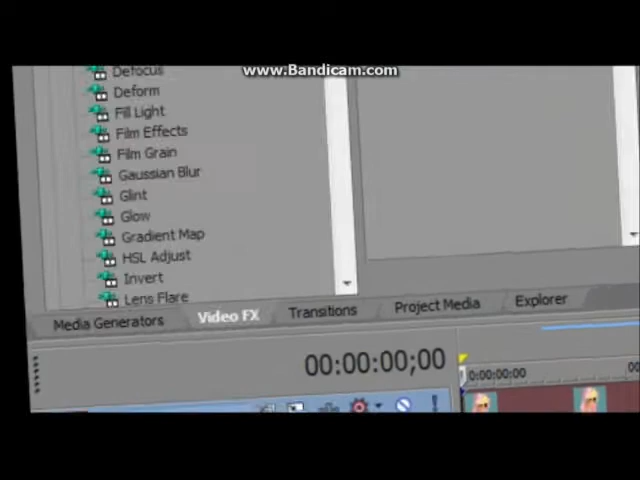 www.Bandicam.com
Defocus
Deform
Fill Light
Film Effects
Film Grain
Gaussian Blur
Glint
Glow
Gradient Map
HSL Adjust
Invert
Lens Flare
Media Generators Video FX Transitions Project Media Explorer
00:00:00;00
0:00:00:00